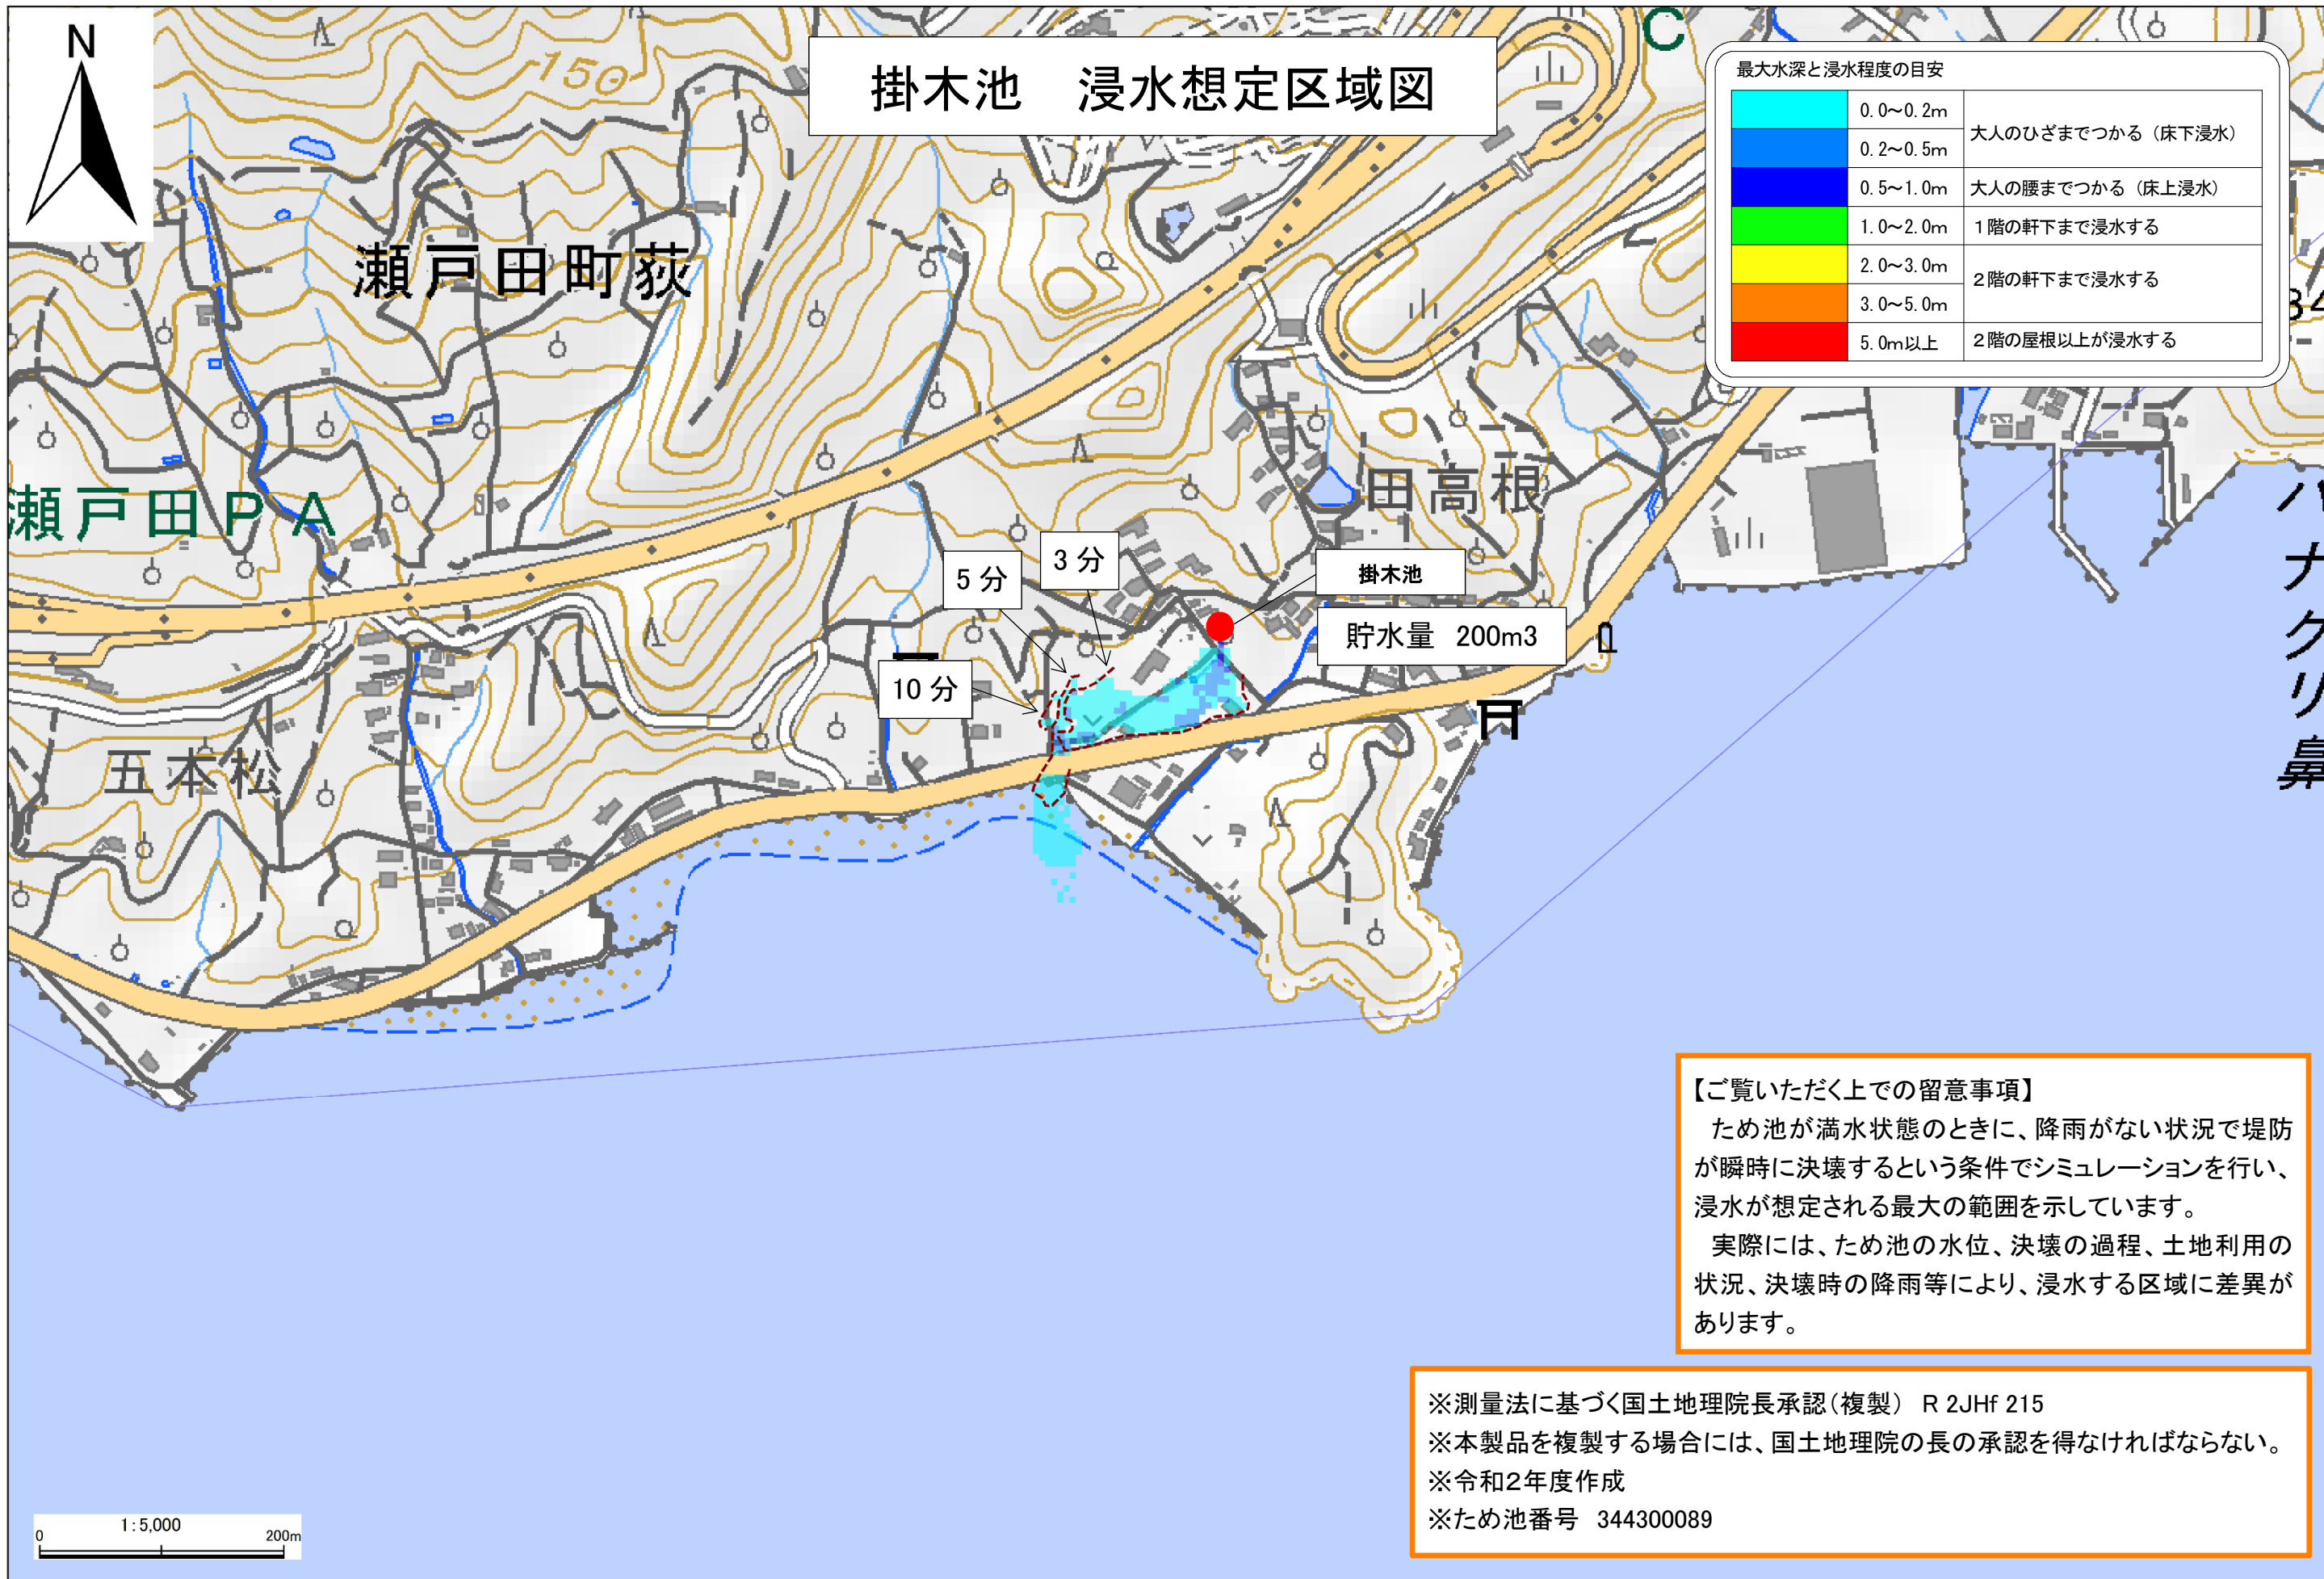 N
150
C
掛木池　浸水想定区域図
最大水深と浸水程度の目安
0.0～0.2m
大人のひざまでつかる（床下浸水）
0.2～0.5m
0.5～1.0m 大人の腰までつかる（床上浸水）
1.0～2.0m 1階の軒下まで浸水する
2.0～3.0m
2階の軒下まで浸水する
3.0～5.0m
5.0m以上 2階の屋根以上が浸水する
瀬戸田町荻
瀬戸田PA
田高根
5分
3分
掛木池
貯水量 200m3
10分
五本松
ハナグリ鼻
【ご覧いただく上での留意事項】
ため池が満水状態のときに、降雨がない状況で堤防
が瞬時に決壊するという条件でシミュレーションを行い、
浸水が想定される最大の範囲を示しています。
実際には、ため池の水位、決壊の過程、土地利用の
状況、決壊時の降雨等により、浸水する区域に差異が
あります。
※測量法に基づく国土地理院長承認（複製） R 2JHf 215
※本製品を複製する場合には、国土地理院の長の承認を得なければならない。
※令和2年度作成
※ため池番号 344300089
1:5,000
0 200m